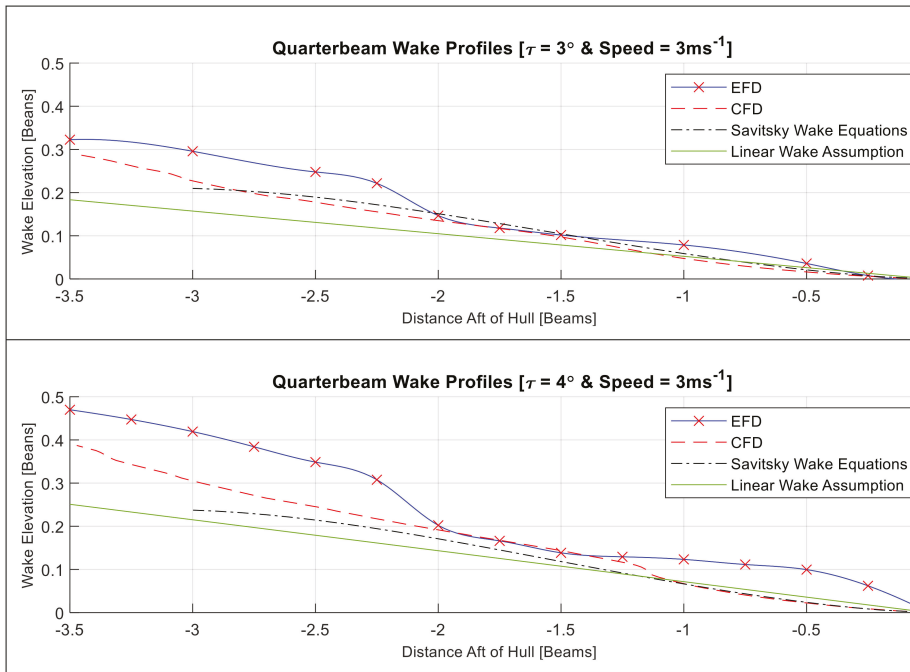 Quarterbeam Wake Profiles [τ = 3° & Speed = 3ms⁻¹]
0.5
0.4
0.3
0.2
0.1
0
Wake Elevation [Beans]
EFD
CFD
Savitsky Wake Equations
Linear Wake Assumption
-3.5 -3 -2.5 -2 -1.5 -1 -0.5
Distance Aft of Hull [Beams]
Quarterbeam Wake Profiles [τ = 4° & Speed = 3ms⁻¹]
0.5
0.4
0.3
0.2
0.1
0
Wake Elevation [Beans]
EFD
CFD
Savitsky Wake Equations
Linear Wake Assumption
-3.5 -3 -2.5 -2 -1.5 -1 -0.5
Distance Aft of Hull [Beams]